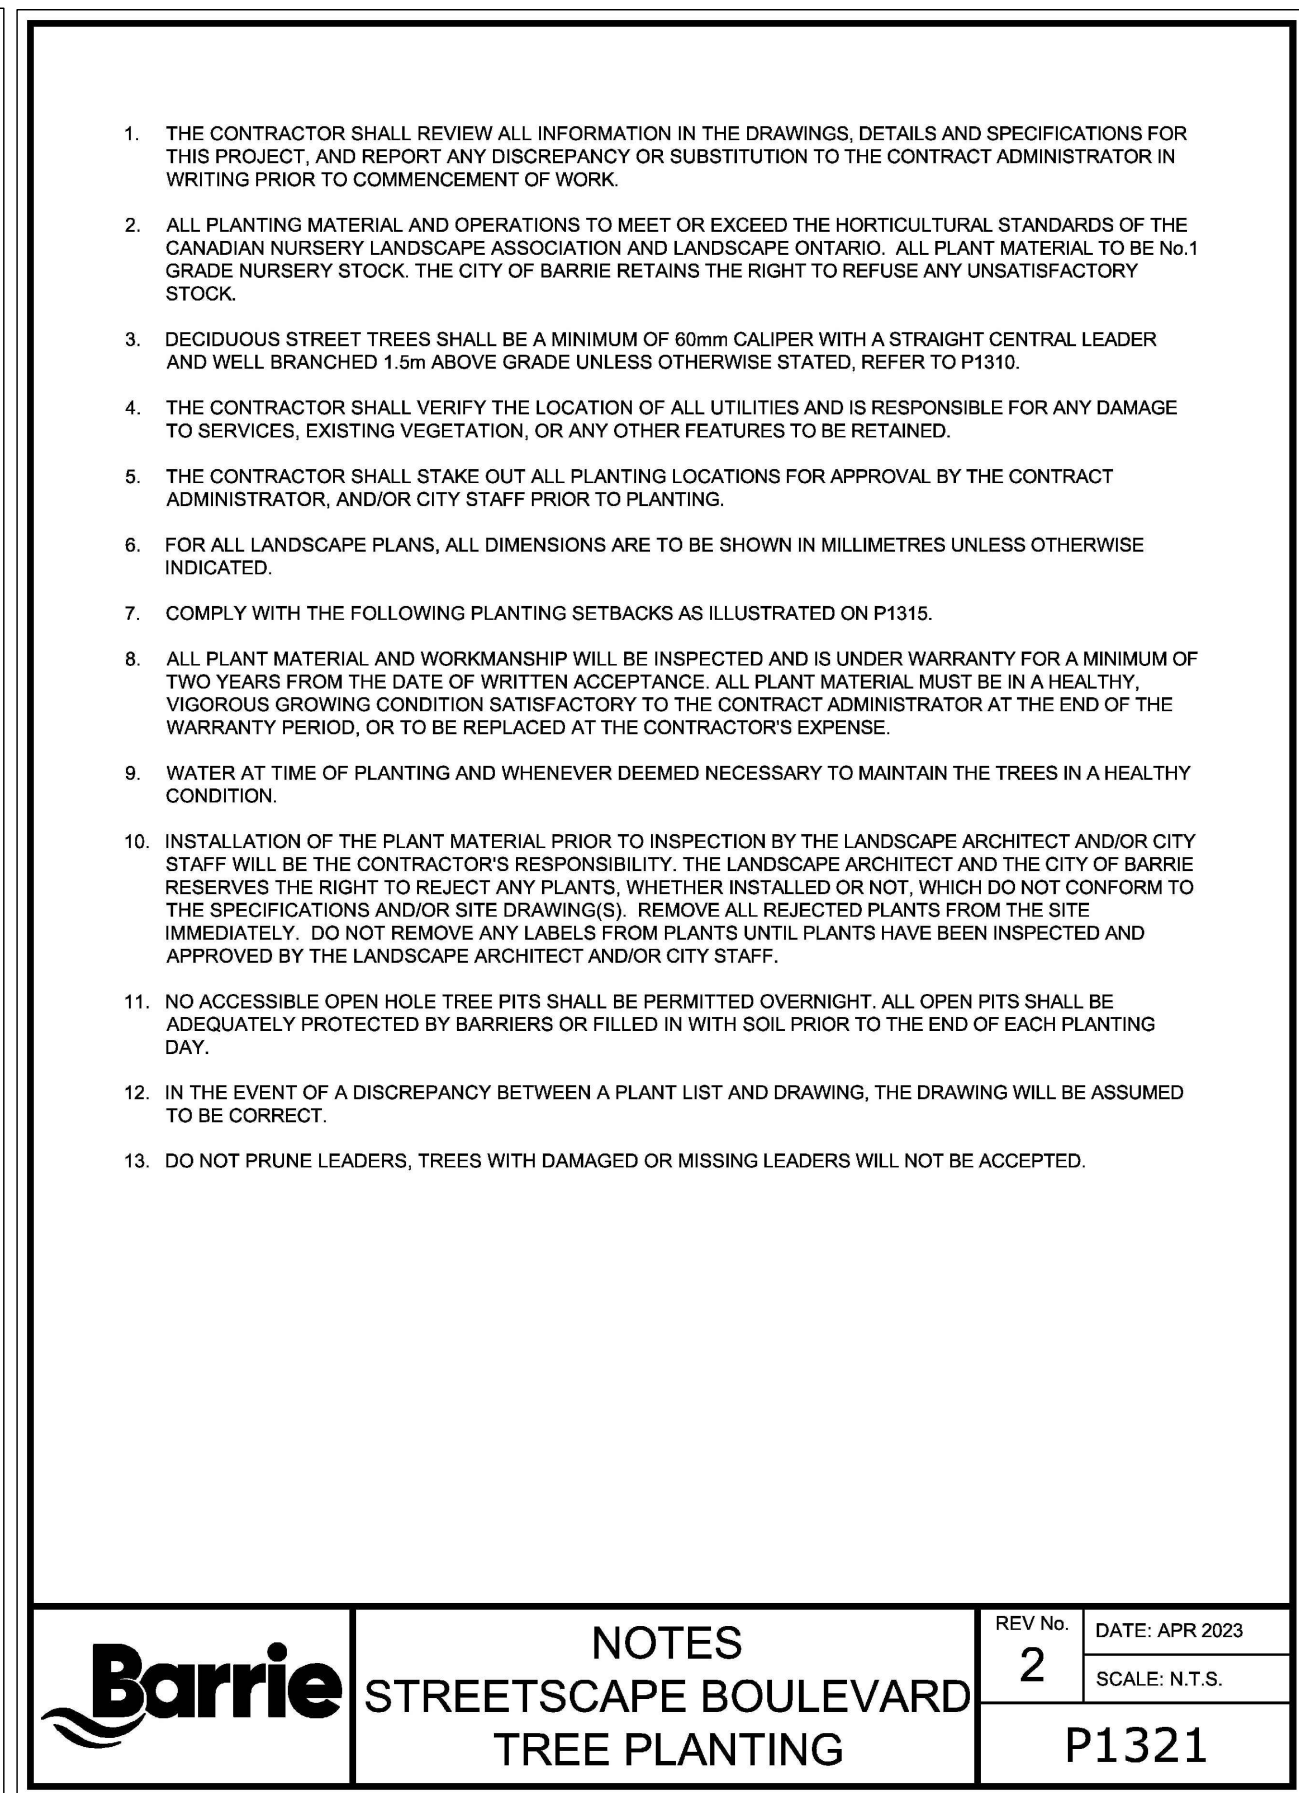 1. THE CONTRACTOR SHALL REVIEW ALL INFORMATION IN THE DRAWINGS, DETAILS AND SPECIFICATIONS FOR
THIS PROJECT, AND REPORT ANY DISCREPANCY OR SUBSTITUTION TO THE CONTRACT ADMINISTRATOR IN
WRITING PRIOR TO COMMENCEMENT OF WORK.
2. ALL PLANTING MATERIAL AND OPERATIONS TO MEET OR EXCEED THE HORTICULTURAL STANDARDS OF THE
CANADIAN NURSERY LANDSCAPE ASSOCIATION AND LANDSCAPE ONTARIO. ALL PLANT MATERIAL TO BE No.1
GRADE NURSERY STOCK. THE CITY OF BARRIE RETAINS THE RIGHT TO REFUSE ANY UNSATISFACTORY
STOCK.
3. DECIDUOUS STREET TREES SHALL BE A MINIMUM OF 60mm CALIPER WITH A STRAIGHT CENTRAL LEADER
AND WELL BRANCHED 1.5m ABOVE GRADE UNLESS OTHERWISE STATED, REFER TO P1310.
4. THE CONTRACTOR SHALL VERIFY THE LOCATION OF ALL UTILITIES AND IS RESPONSIBLE FOR ANY DAMAGE
TO SERVICES, EXISTING VEGETATION, OR ANY OTHER FEATURES TO BE RETAINED.
5. THE CONTRACTOR SHALL STAKE OUT ALL PLANTING LOCATIONS FOR APPROVAL BY THE CONTRACT
ADMINISTRATOR, AND/OR CITY STAFF PRIOR TO PLANTING.
6. FOR ALL LANDSCAPE PLANS, ALL DIMENSIONS ARE TO BE SHOWN IN MILLIMETRES UNLESS OTHERWISE
INDICATED.
7. COMPLY WITH THE FOLLOWING PLANTING SETBACKS AS ILLUSTRATED ON P1315.
8. ALL PLANT MATERIAL AND WORKMANSHIP WILL BE INSPECTED AND IS UNDER WARRANTY FOR A MINIMUM OF
TWO YEARS FROM THE DATE OF WRITTEN ACCEPTANCE. ALL PLANT MATERIAL MUST BE IN A HEALTHY,
VIGOROUS GROWING CONDITION SATISFACTORY TO THE CONTRACT ADMINISTRATOR AT THE END OF THE
WARRANTY PERIOD, OR TO BE REPLACED AT THE CONTRACTOR'S EXPENSE.
9. WATER AT TIME OF PLANTING AND WHENEVER DEEMED NECESSARY TO MAINTAIN THE TREES IN A HEALTHY
CONDITION.
10. INSTALLATION OF THE PLANT MATERIAL PRIOR TO INSPECTION BY THE LANDSCAPE ARCHITECT AND/OR CITY
STAFF WILL BE THE CONTRACTOR'S RESPONSIBILITY. THE LANDSCAPE ARCHITECT AND THE CITY OF BARRIE
RESERVES THE RIGHT TO REJECT ANY PLANTS, WHETHER INSTALLED OR NOT, WHICH DO NOT CONFORM TO
THE SPECIFICATIONS AND/OR SITE DRAWING(S). REMOVE ALL REJECTED PLANTS FROM THE SITE
IMMEDIATELY. DO NOT REMOVE ANY LABELS FROM PLANTS UNTIL PLANTS HAVE BEEN INSPECTED AND
APPROVED BY THE LANDSCAPE ARCHITECT AND/OR CITY STAFF.
11. NO ACCESSIBLE OPEN HOLE TREE PITS SHALL BE PERMITTED OVERNIGHT. ALL OPEN PITS SHALL BE
ADEQUATELY PROTECTED BY BARRIERS OR FILLED IN WITH SOIL PRIOR TO THE END OF EACH PLANTING
DAY.
12. IN THE EVENT OF A DISCREPANCY BETWEEN A PLANT LIST AND DRAWING, THE DRAWING WILL BE ASSUMED
TO BE CORRECT.
13. DO NOT PRUNE LEADERS, TREES WITH DAMAGED OR MISSING LEADERS WILL NOT BE ACCEPTED.
Barrie
NOTES
STREETSCAPE BOULEVARD
TREE PLANTING
REV No.
2
DATE: APR 2023
SCALE: N.T.S.
P1321